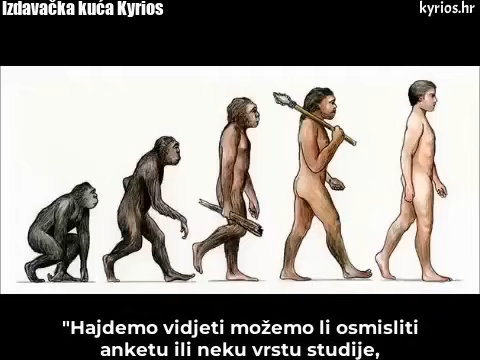 Izdavačka kuća Kyrios
kyrios.hr
"Hajdemo vidjeti možemo li osmisliti
anketu ili neku vrstu studije,